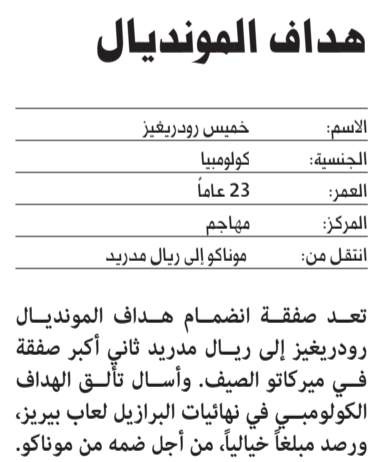 هداف المونديال
الاسم: خميس رودريغيز
الجنسية: كولومبيا
العمر: 23 عاماً
المركز: مهاجم
انتقل من: موناكو إلى ريال مدريد
تعد صفقة انضمام هداف المونديال
رودريغيز إلى ريال مدريد ثاني أكبر صفقة
في ميركاتو الصيف. وأسال تألق الهداف
الكولومبي في نهائيات البرازيل لعاب بيريز،
ورصد مبلغاً خيالياً، من أجل ضمه من موناكو.